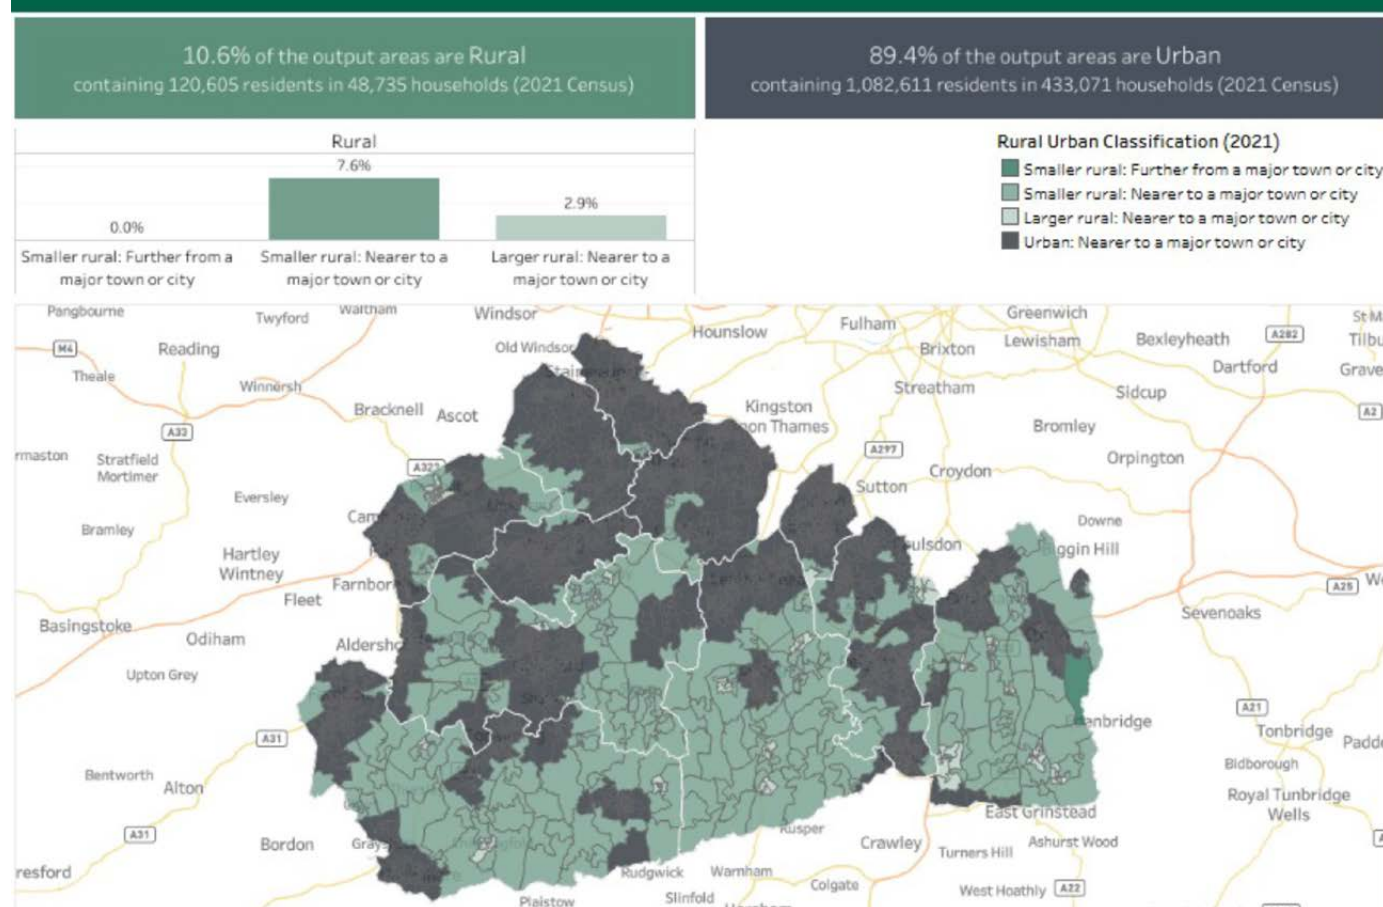 10.6% of the output areas are Rural
containing 120,605 residents in 48,735 households (2021 Census)
89.4% of the output areas are Urban
containing 1,082,611 residents in 433,071 households (2021 Census)
Rural
7.6%
2.9%
0.0%
Smaller rural: Further from a
major town or city
Smaller rural: Nearer to a
major town or city
Larger rural: Nearer to a
major town or city
Rural Urban Classification (2021)
Smaller rural: Further from a major town or city
Smaller rural: Nearer to a major town or city
Larger rural: Nearer to a major town or city
Urban: Nearer to a major town or city
Pangbourne
Twyford
Waltham
Windsor
Hounslow
Fulham
Greenwich
M4
Reading
Old Windsor
Brixton
Lewisham
Bexleyheath
A282
Theale
Winnersh
Streatham
Dartford
Sidcup
Bracknell
Ascot
Kingston
A2
A33
Bromley
Stratfield
Mortimer
A322
A297
Croydon
Orpington
Sutton
Eversley
Bramley
Downe
Biggin Hill
Hartley
Wintney
Fleet
A25
Sevenoaks
Basingstoke
Odiham
Upton Grey
A31
A21
Tonbridge
Bentworth
Alton
Bidborough
Royal Tunbridge
Wells
East Grinstead
A31
Bordon
Rusper
Crawley
Ashurst Wood
Turners Hill
Rudgwick
Warnham
Colgate
West Hoathly
A22
Slinfold
Plaistow